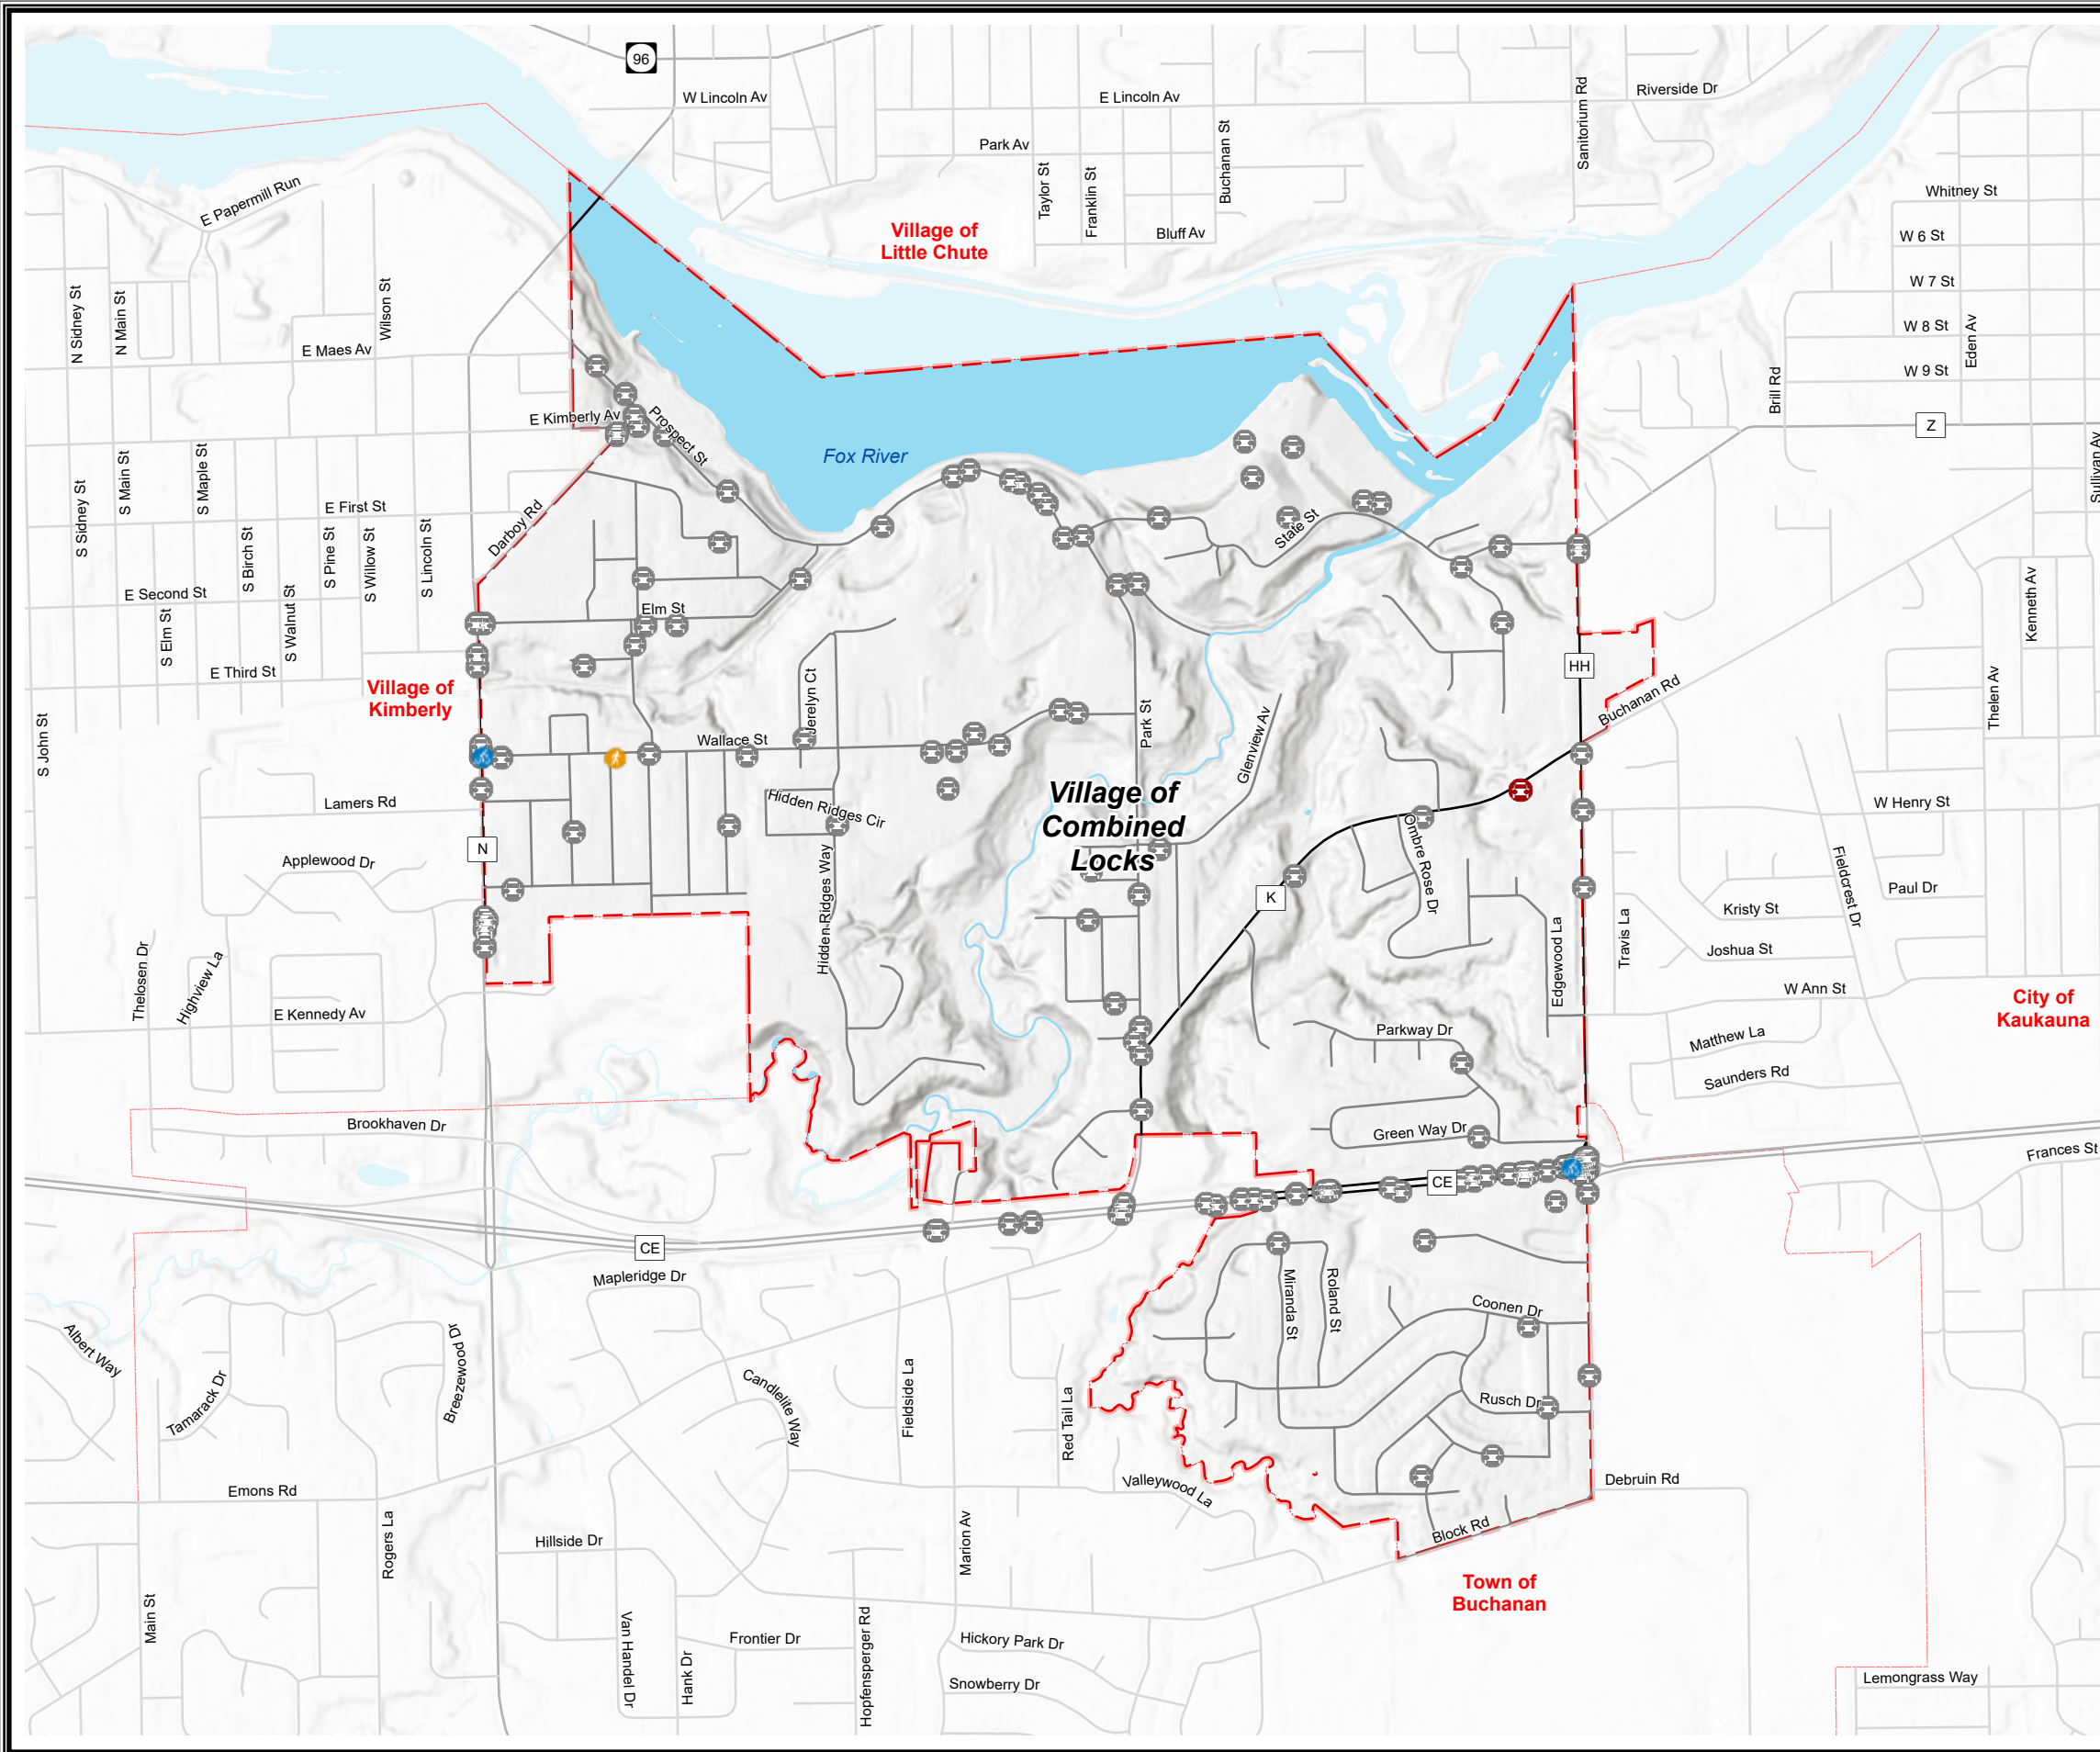 96
W Lincoln Av
E Lincoln Av
Sanitorium Rd
Riverside Dr
Park Av
Taylor St
Franklin St
Buchanan St
Bluff Av
E Papermill Run
Village of
Little Chute
Whitney St
W 6 St
W 7 St
W 8 St
W 9 St
Eden Av
Brill Rd
Z
Sullivan Av
N Sidney St
N Main St
Wilson St
E Maes Av
E Kimberly Av
Prospect St
Fox River
S Sidney St
S Main St
S Maple St
E First St
Darboy Rd
State St
S Birch St
S Pine St
S Willow St
S Lincoln St
E Second St
S Elm St
S Walnut St
Elm St
E Third St
Village of
Kimberly
S John St
Jerelyn Ct
Wallace St
Park St
Glenview Av
HH
Buchanan Rd
Kenneth Av
Thelen Av
Lamers Rd
Hidden Ridges Cir
Village of
Combined
Locks
W Henry St
N
Applewood Dr
Hidden Ridges Way
K
Ombre Rose Dr
Fieldcrest Dr
Paul Dr
Kristy St
Joshua St
Edgewood La
Travis La
Thelosen Dr
Highview La
E Kennedy Av
W Ann St
City of
Kaukauna
Parkway Dr
Matthew La
Saunders Rd
Brookhaven Dr
Green Way Dr
CE
Frances St
CE
Mapleridge Dr
Miranda St
Roland St
Coonen Dr
Albert Way
Tamarack Dr
Breezewood Dr
Candlelite Way
Fieldside La
Red Tail La
Rusch Dr
Emons Rd
Valleywood La
Debruin Rd
Block Rd
Rogers La
Hillside Dr
Marion Av
Town of
Buchanan
Main St
Van Handel Dr
Hank Dr
Frontier Dr
Hopfensperger Rd
Hickory Park Dr
Snowberry Dr
Lemongrass Way